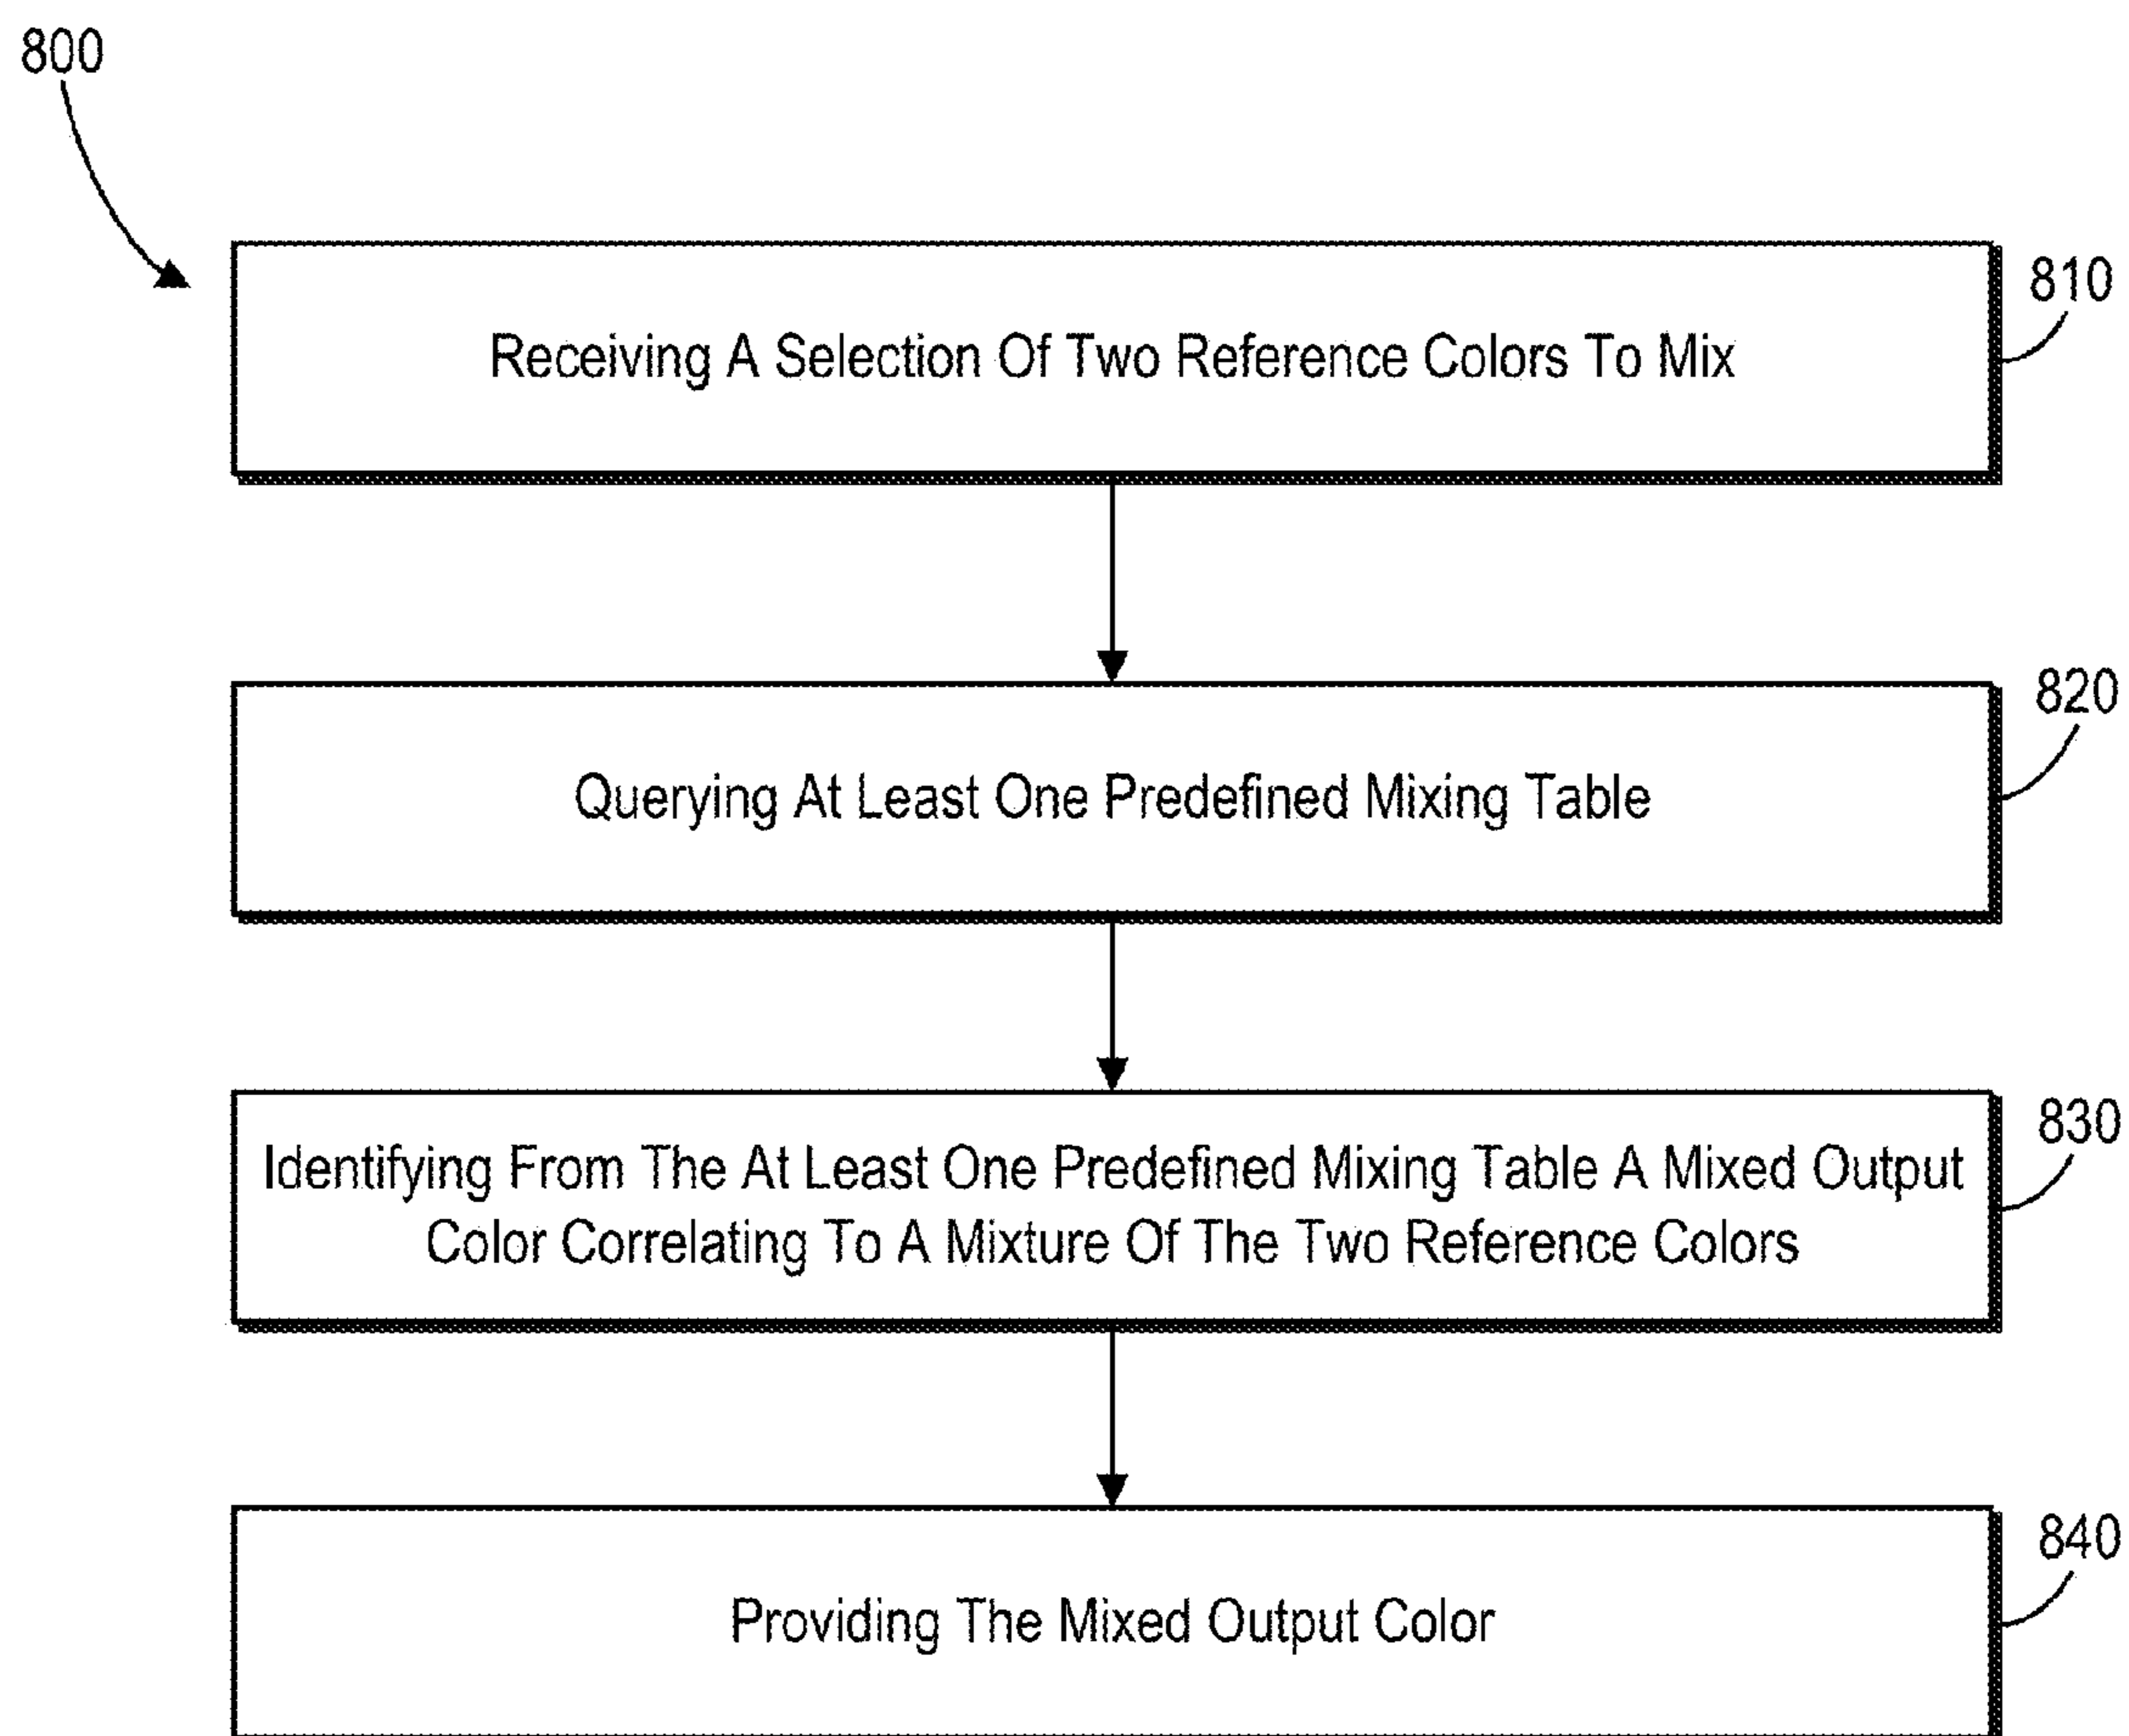 800
810
Receiving A Selection Of Two Reference Colors To Mix
820
Querying At Least One Predefined Mixing Table
830
Identifying From The At Least One Predefined Mixing Table A Mixed Output
Color Correlating To A Mixture Of The Two Reference Colors
840
Providing The Mixed Output Color